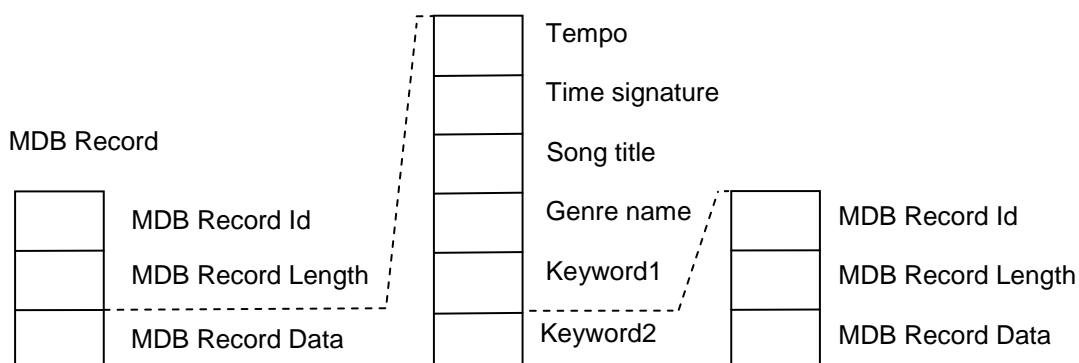 MDB Record
MDB Record Id
MDB Record Length
MDB Record Data
Tempo
Time signature
Song title
Genre name
Keyword1
Keyword2
MDB Record Id
MDB Record Length
MDB Record Data